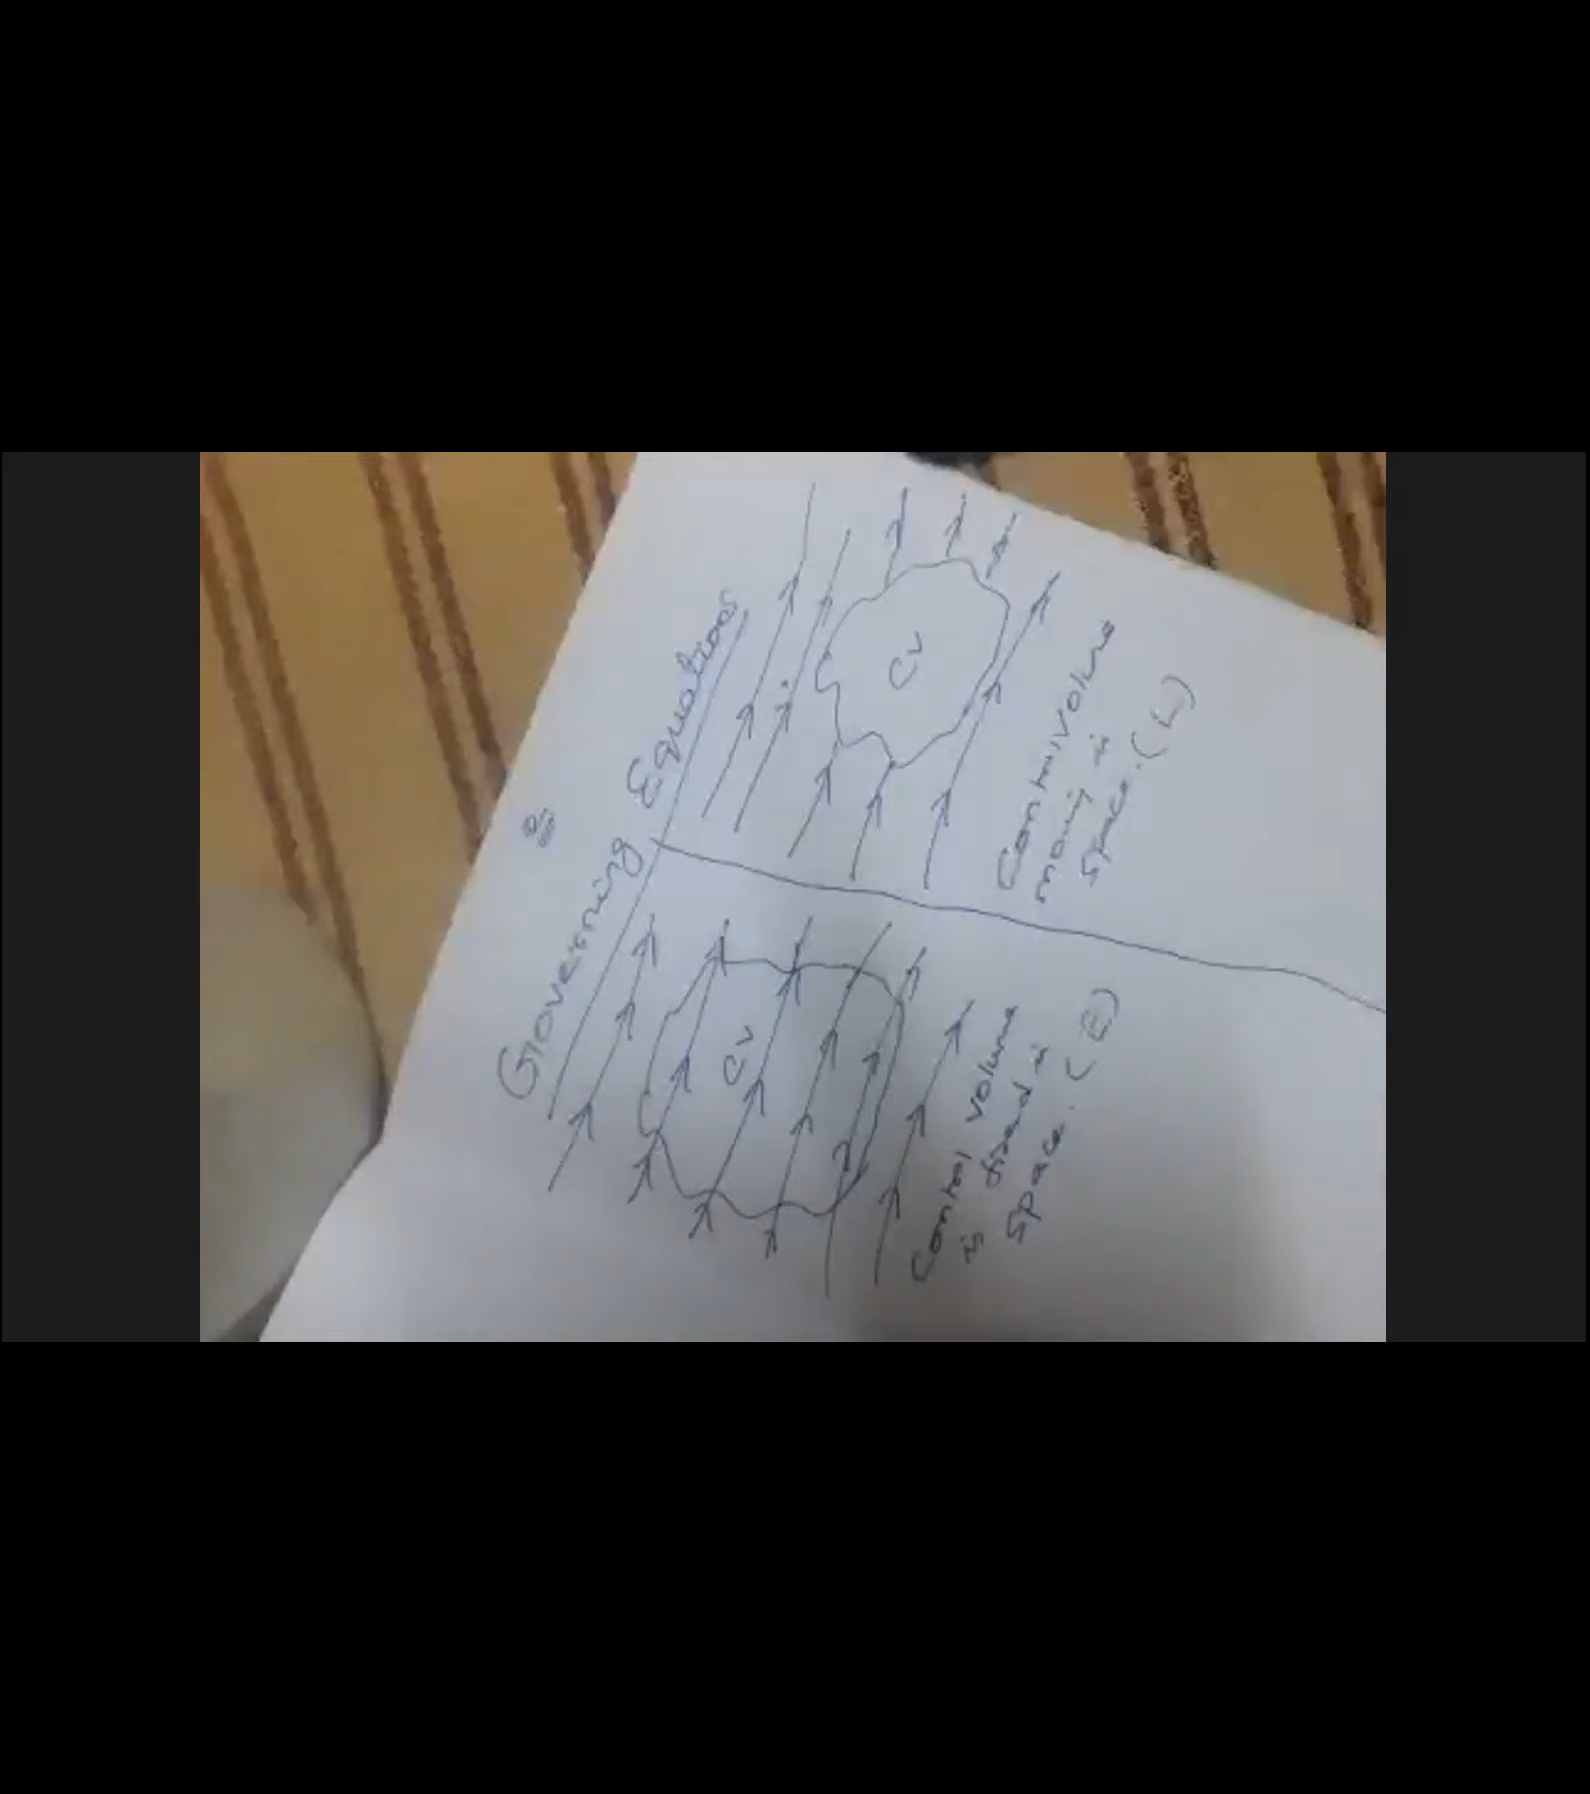 Governing Equations
CV
Control volume
is fixed in
space. (E)
CV
Control volume
moving in
space. (L)